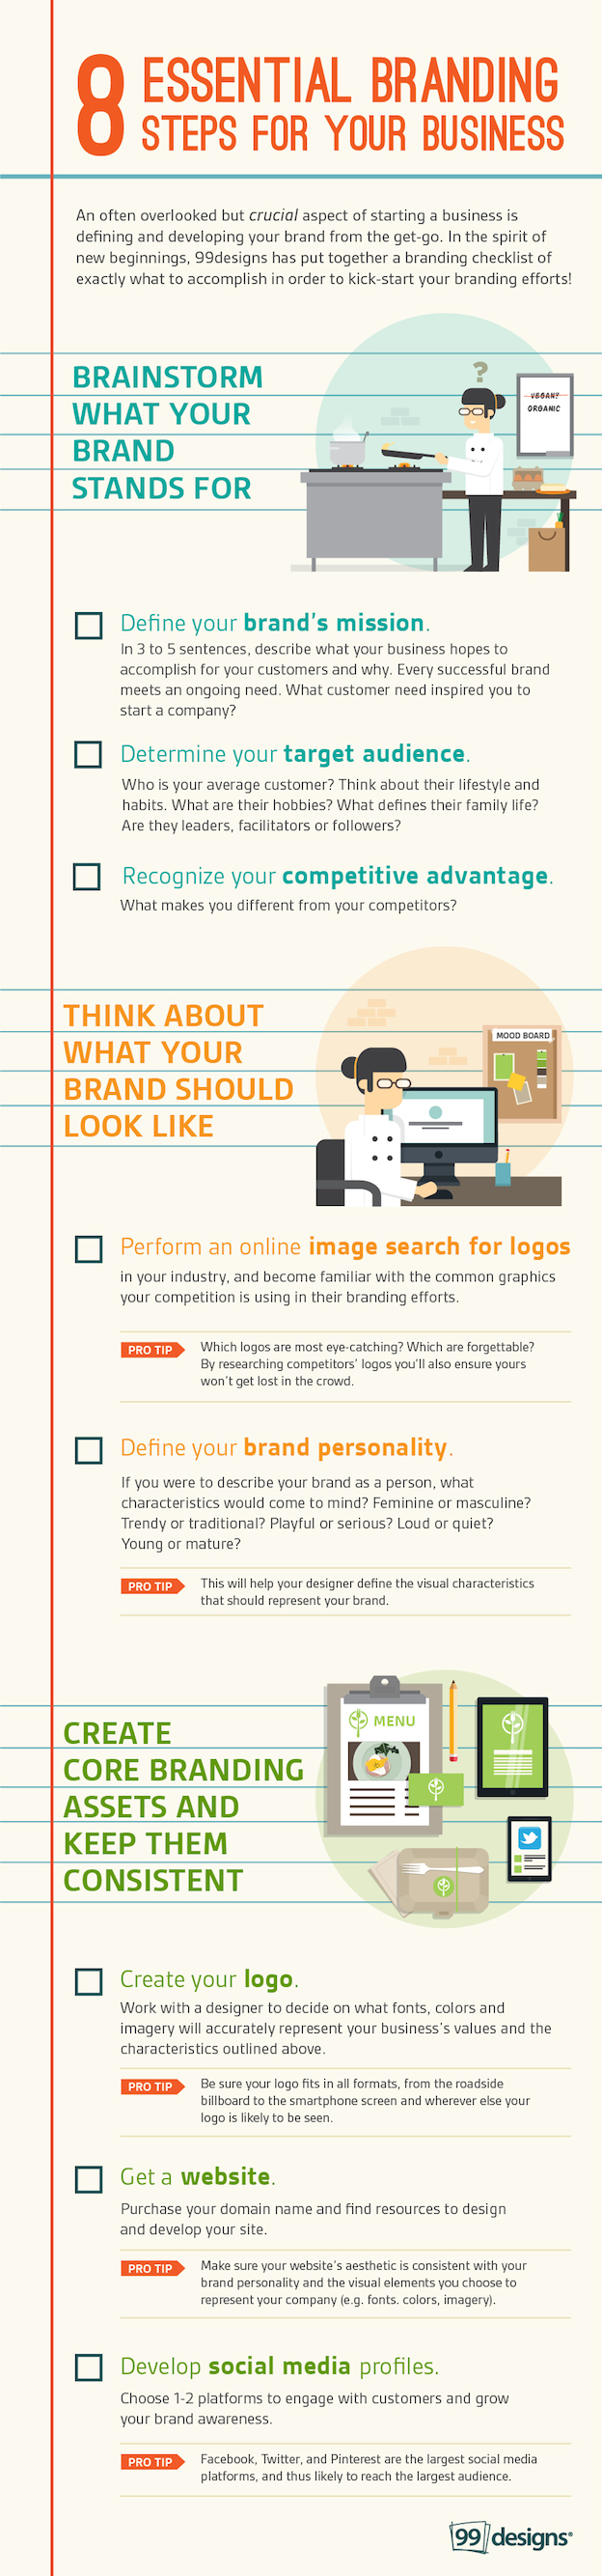 8 ESSENTIAL BRANDING
STEPS FOR YOUR BUSINESS
An often overlooked but crucial aspect of starting a business is
defining and developing your brand from the get-go. In the spirit of
new beginnings, 99designs has put together a branding checklist of
exactly what to accomplish in order to kick-start your branding efforts!
BRAINSTORM
WHAT YOUR
BRAND
STANDS FOR
?
VEGAN?
ORGANIC
Define your brand's mission.
In 3 to 5 sentences, describe what your business hopes to
accomplish for your customers and why. Every successful brand
meets an ongoing need. What customer need inspired you to
start a company?
Determine your target audience.
Who is your average customer? Think about their lifestyle and
habits. What are their hobbies? What defines their family life?
Are they leaders, facilitators or followers?
Recognize your competitive advantage.
What makes you different from your competitors?
THINK ABOUT
WHAT YOUR
BRAND SHOULD
LOOK LIKE
MOOD BOARD
Perform an online image search for logos
in your industry, and become familiar with the common graphics
your competition is using in their branding efforts.
PRO TIP
Which logos are most eye-catching? Which are forgettable?
By researching competitors' logos you'll also ensure yours
won't get lost in the crowd.
Define your brand personality.
If you were to describe your brand as a person, what
characteristics would come to mind? Feminine or masculine?
Trendy or traditional? Playful or serious? Loud or quiet?
Young or mature?
PRO TIP
This will help your designer define the visual characteristics
that should represent your brand.
CREATE
CORE BRANDING
ASSETS AND
KEEP THEM
CONSISTENT
MENU
Create your logo.
Work with a designer to decide on what fonts, colors and
imagery will accurately represent your business's values and the
characteristics outlined above.
PRO TIP
Be sure your logo fits in all formats, from the roadside
billboard to the smartphone screen and wherever else your
logo is likely to be seen.
Get a website.
Purchase your domain name and find resources to design
and develop your site.
PRO TIP
Make sure your website's aesthetic is consistent with your
brand personality and the visual elements you choose to
represent your company (e.g. fonts. colors, imagery).
Develop social media profiles.
Choose 1-2 platforms to engage with customers and grow
your brand awareness.
PRO TIP
Facebook, Twitter, and Pinterest are the largest social media
platforms, and thus likely to reach the largest audience.
99designs®